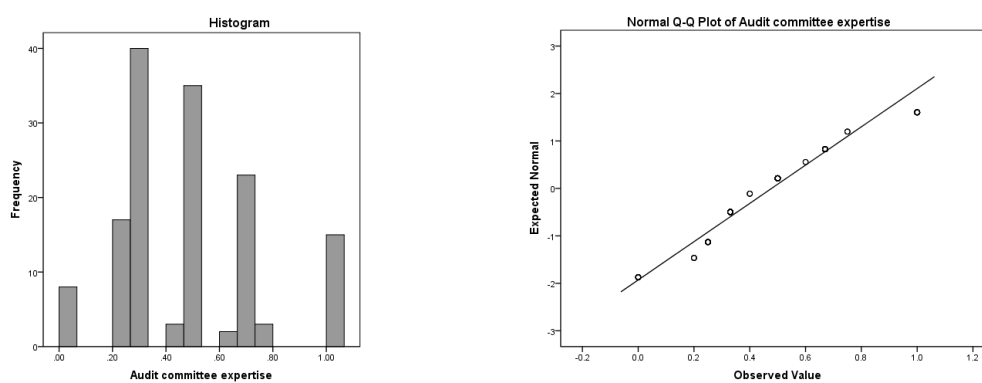 Histogram
Frequency
40
30
20
10
0
.00 .20 .40 .60 .80 1.00
Audit committee expertise
Normal Q-Q Plot of Audit committee expertise
Expected Normal
3
2
1
0
-1
-2
-3
-0.2 0.0 0.2 0.4 0.6 0.8 1.0 1.2
Observed Value